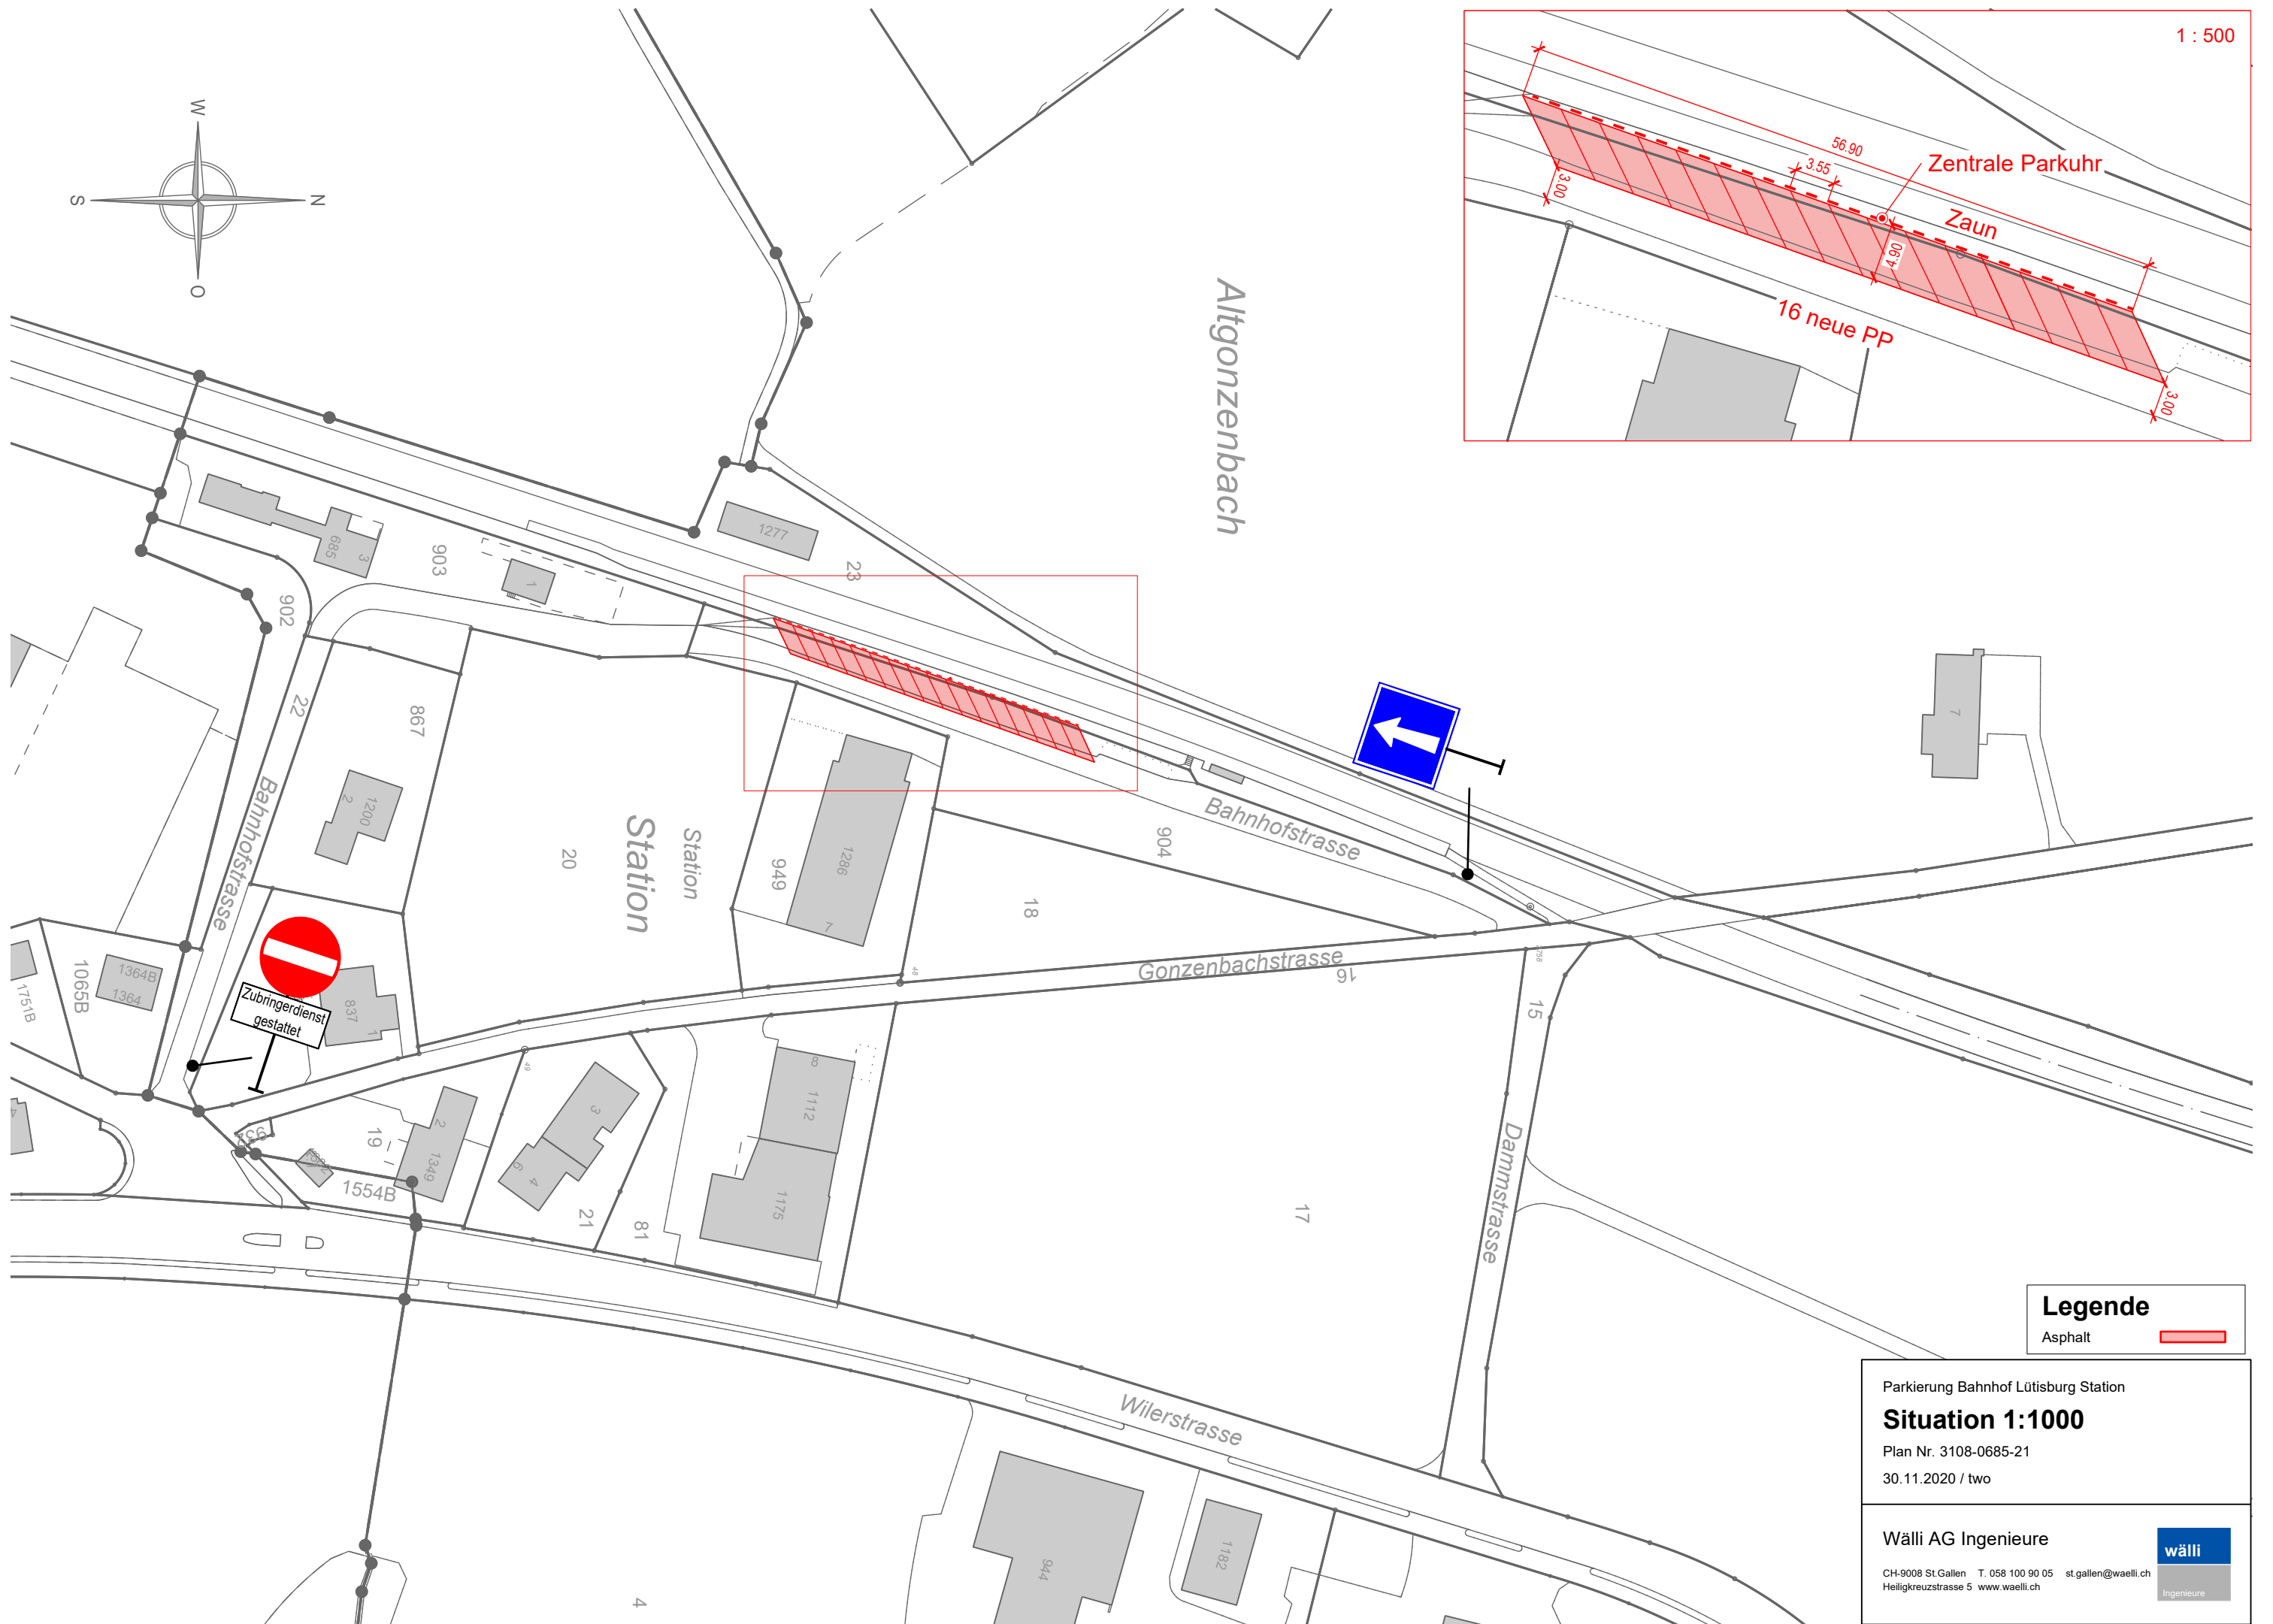 1 : 500
56.90
3.55
Zentrale Parkuhr
3.00
Zaun
4.90
16 neue PP
3.00
W
S
N
O
Altgonzenbach
1277
23
685
3
903
1
902
22
867
Bahnhofstrasse
1200
2
20
Station
Station
949
1286
7
18
904
Bahnhofstrasse
7
Gonzenbachstrasse
16
48
758
15
1065B
1364B
1364
1751B
Zubringerdienst
gestattet
837
1
49
19
2
1349
1554B
3
6
4
21
81
8
1112
1175
17
Dammstrasse
Wilerstrasse
944
1182
4
Legende
Asphalt
Parkierung Bahnhof Lütisburg Station
Situation 1:1000
Plan Nr. 3108-0685-21
30.11.2020 / two
Wälli AG Ingenieure
CH-9008 St.Gallen T. 058 100 90 05 st.gallen@waelli.ch
Heiligkreuzstrasse 5 www.waelli.ch
wälli
Ingenieure